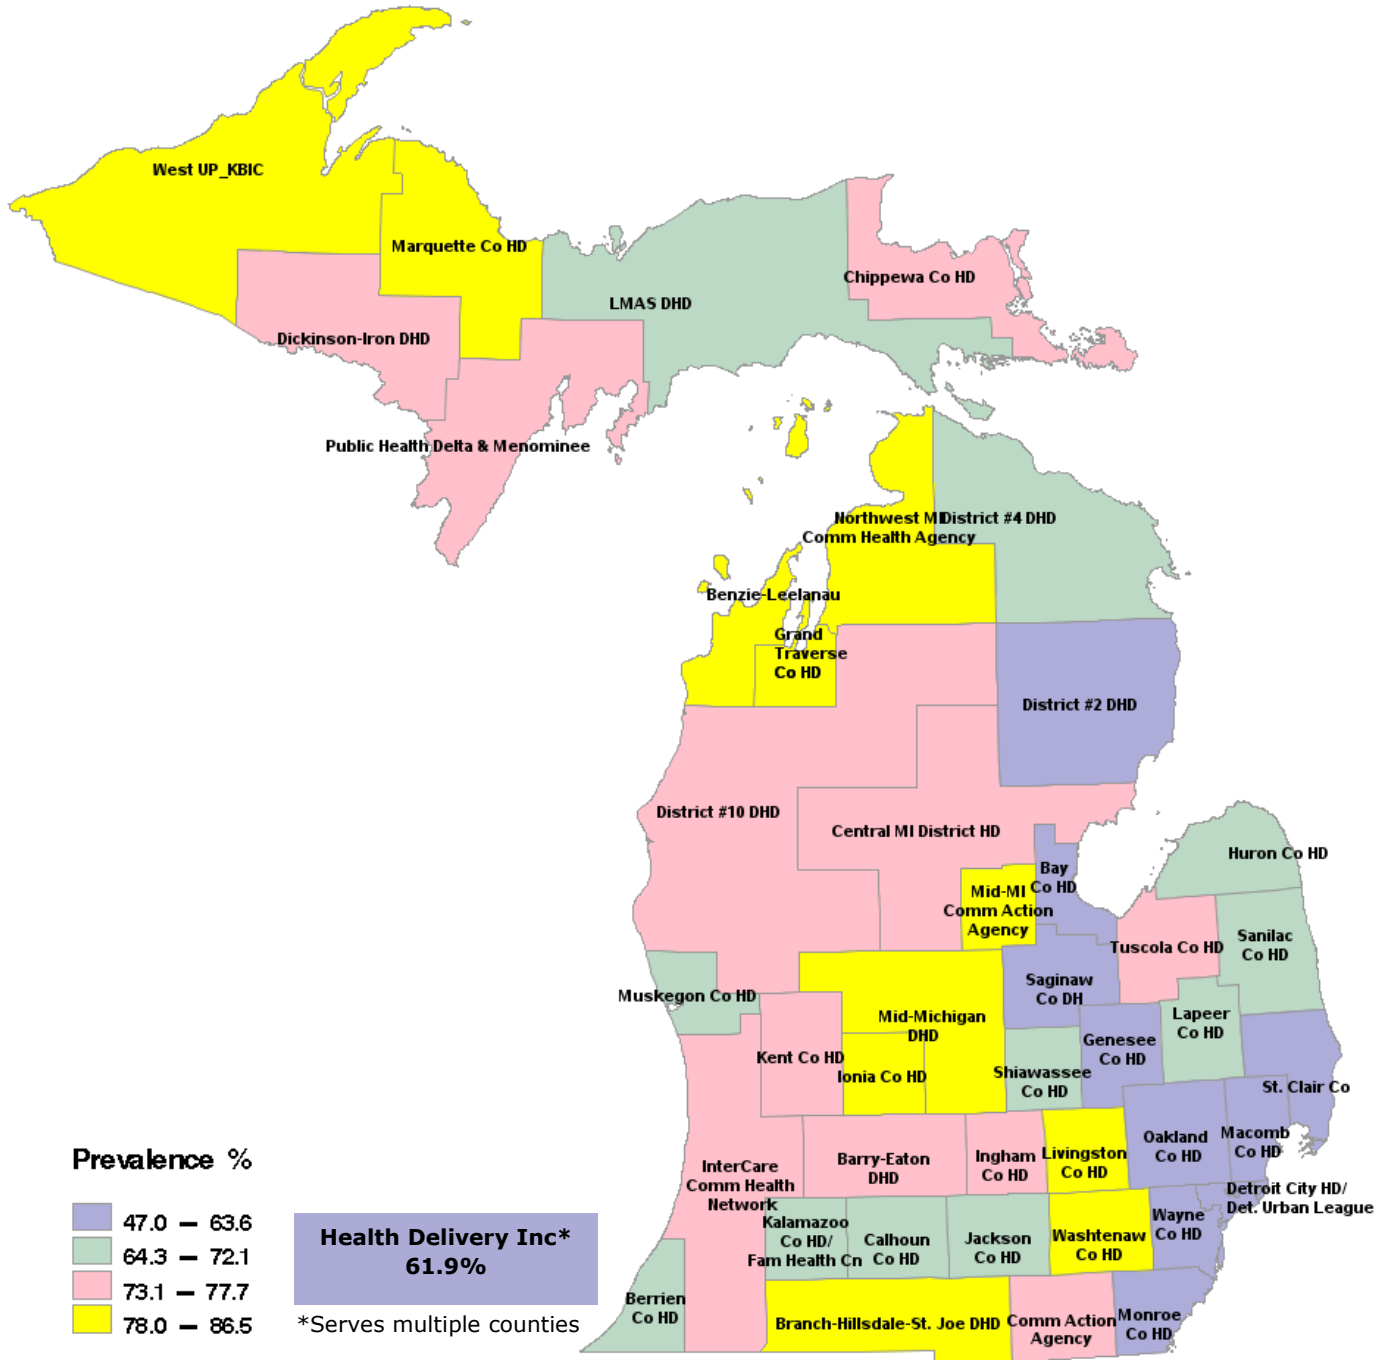 West UP_KBIC
Marquette Co HD
Chippewa Co HD
LMAS DHD
Dickinson-Iron DHD
Public Health Delta & Menominee
Northwest MI
Comm Health Agency
District #4 DHD
Benzie-Leelanau
Grand
Traverse
Co HD
District #2 DHD
District #10 DHD
Central MI District HD
Huron Co HD
Bay
Co HD
Mid-MI
Comm Action
Agency
Tuscola Co HD
Sanilac
Co HD
Saginaw
Co DH
Muskegon Co HD
Mid-Michigan
DHD
Lapeer
Co HD
Genesee
Co HD
Kent Co HD
Ionia Co HD
Shiawassee
Co HD
St. Clair Co
Oakland
Co HD
Macomb
Co HD
InterCare
Comm Health
Network
Barry-Eaton
DHD
Ingham
Co HD
Livingston
Co HD
Detroit City HD/
Det. Urban League
Kalamazoo
Co HD/
Fam Health Cn
Calhoun
Co HD
Jackson
Co HD
Washtenaw
Co HD
Wayne
Co HD
Berrien
Co HD
Branch-Hillsdale-St. Joe DHD
Comm Action
Agency
Monroe
Co HD
Prevalence %
47.0 – 63.6
64.3 – 72.1
73.1 – 77.7
78.0 – 86.5
Health Delivery Inc*
61.9%
*Serves multiple counties